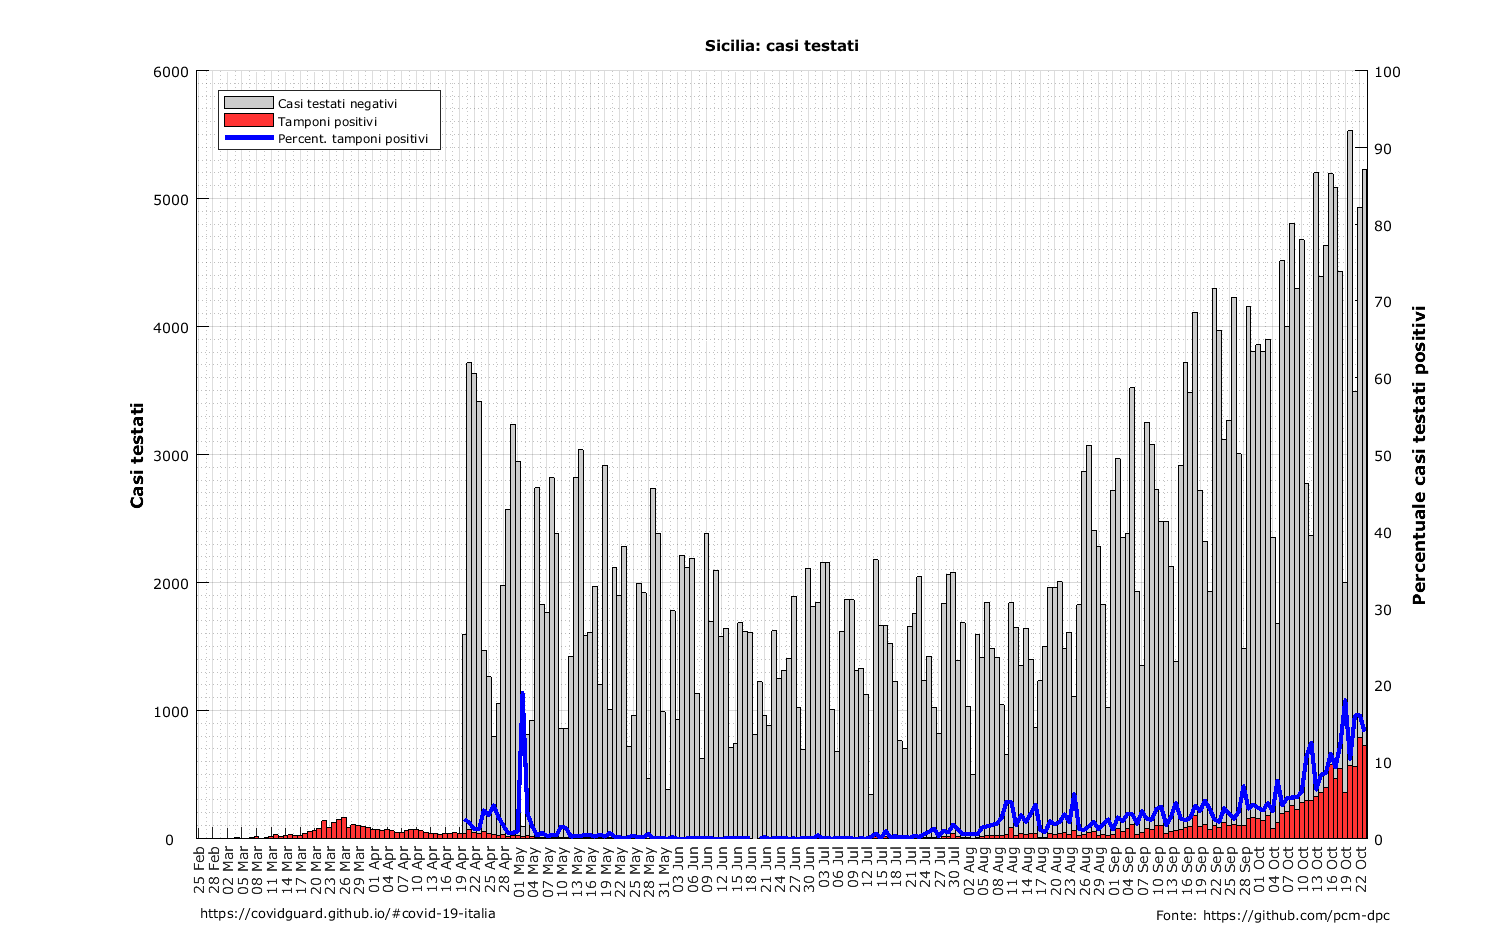 Sicilia: casi testati
6000
5000
4000
3000
2000
1000
0
Casi testati
Casi testati negativi
Tamponi positivi
Percent. tamponi positivi
100
90
80
70
60
50
40
30
20
10
0
Percentuale casi testati positivi
25 Feb
28 Feb
02 Mar
05 Mar
08 Mar
11 Mar
14 Mar
17 Mar
20 Mar
23 Mar
26 Mar
29 Mar
01 Apr
04 Apr
07 Apr
10 Apr
13 Apr
16 Apr
19 Apr
22 Apr
25 Apr
28 Apr
01 May
04 May
07 May
10 May
13 May
16 May
19 May
22 May
25 May
28 May
31 May
03 Jun
06 Jun
09 Jun
12 Jun
15 Jun
18 Jun
21 Jun
24 Jun
27 Jun
30 Jun
03 Jul
06 Jul
09 Jul
12 Jul
15 Jul
18 Jul
21 Jul
24 Jul
27 Jul
30 Jul
02 Aug
05 Aug
08 Aug
11 Aug
14 Aug
17 Aug
20 Aug
23 Aug
26 Aug
29 Aug
01 Sep
04 Sep
07 Sep
10 Sep
13 Sep
16 Sep
19 Sep
22 Sep
25 Sep
28 Sep
01 Oct
04 Oct
07 Oct
10 Oct
13 Oct
16 Oct
19 Oct
22 Oct
https://covidguard.github.io/#covid-19-italia
Fonte: https://github.com/pcm-dpc